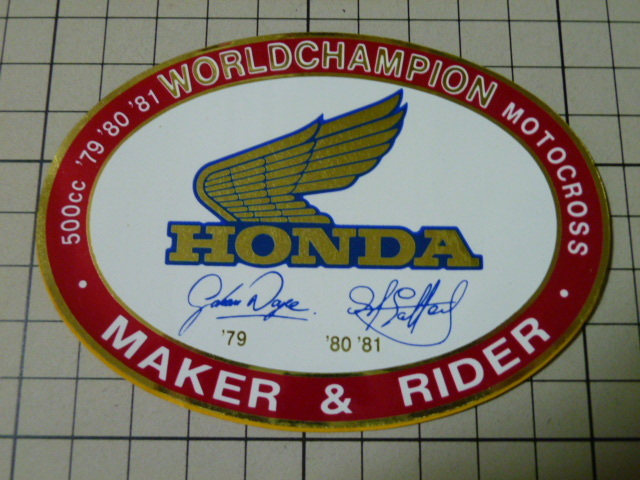 500cc '79 '80 '81 WORLDCHAMPION MOTOCROSS
HONDA
'79 '80 '81
• MAKER & RIDER •